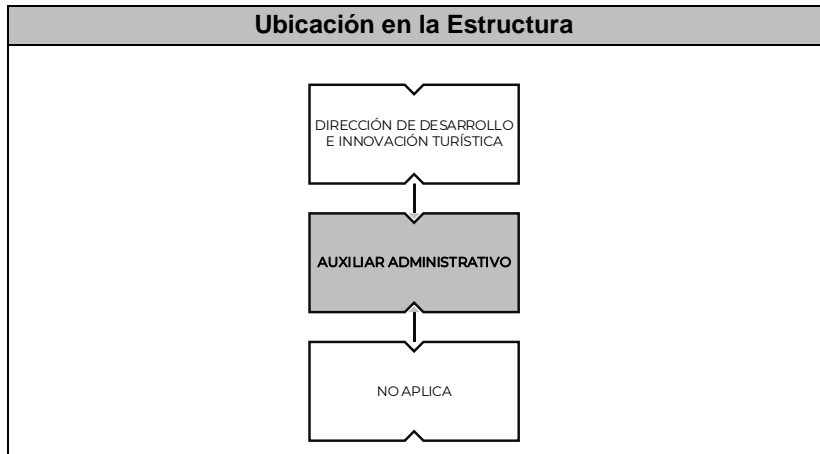 Ubicación en la Estructura
DIRECCIÓN DE DESARROLLO
E INNOVACIÓN TURÍSTICA
AUXILIAR ADMINISTRATIVO
NO APLICA